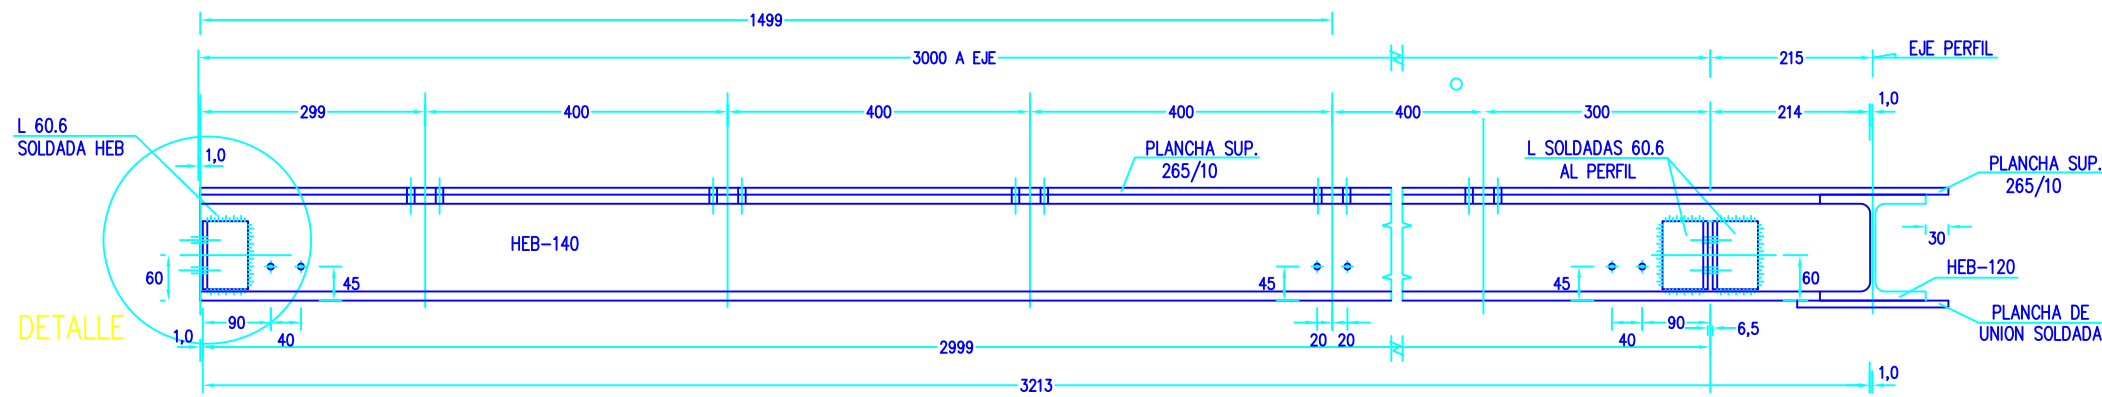 1499
3000 A EJE
215
EJE PERFIL
299
400
400
400
400
300
214
1,0
L 60.6
SOLDADA HEB
1,0
PLANCHA SUP.
265/10
L SOLDADAS 60.6
AL PERFIL
PLANCHA SUP.
265/10
HEB-140
30
HEB-120
60
45
45
45
60
DETALLE
1,0
90
40
20
20
40
90
6,5
PLANCHA DE
UNION SOLDADA
2999
3213
1,0